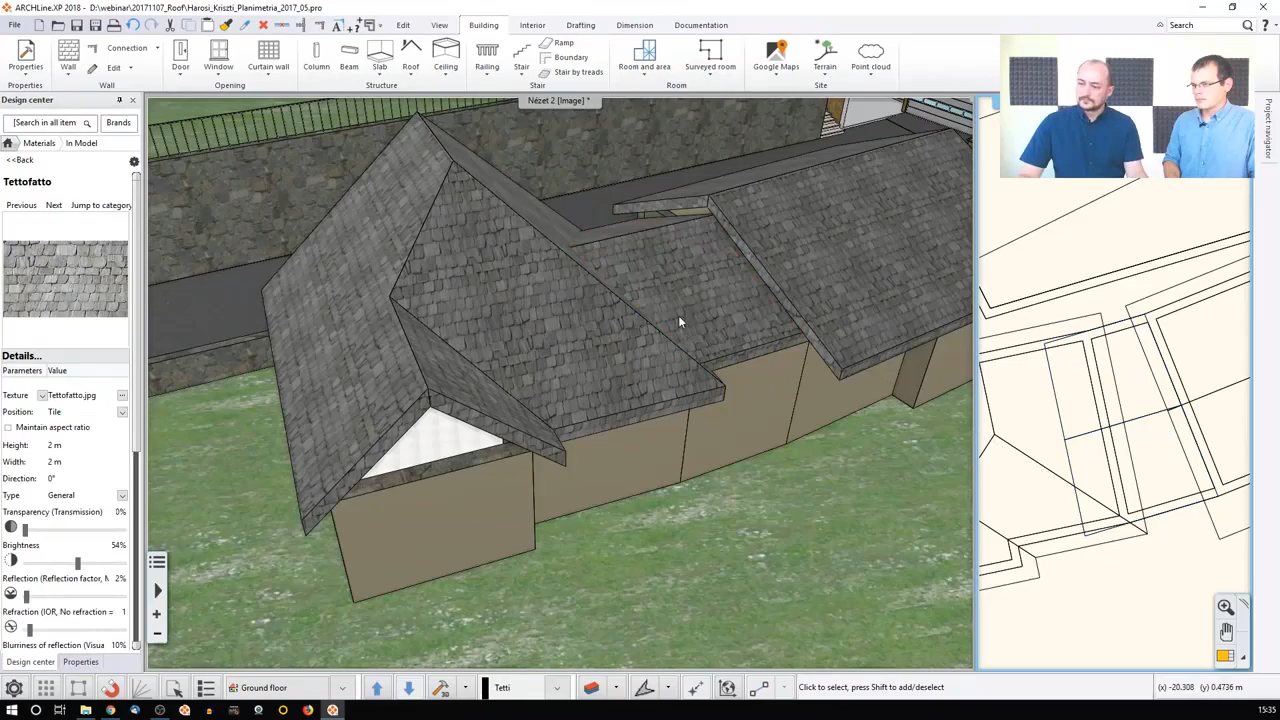 ARCHLine.XP 2018 - D:\webinar\20171107_Roof\Harosi_Kriszti_Planimetria_2017_05.pro
File
Edit View Building Interior Drafting Dimension Documentation
Search
Properties Wall Connection Edit Door Window Curtain wall Column Beam Slab Roof Ceiling Railing Stair Ramp Boundary Stair by treads Room and area Surveyed room Google Maps Terrain Point cloud
Properties Wall Opening Structure Stair Room Site
Design center
Nézet 2 [Image] *
[Search in all item Brands
Materials In Model
<<Back
Tettofatto
Previous Next Jump to category
Details...
Parameters Value
Texture Tettofatto.jpg
Position: Tile
Maintain aspect ratio
Height: 2 m
Width: 2 m
Direction: 0°
Type General
Transparency (Transmission) 0%
Brightness 54%
Reflection (Reflection factor, 2%
Refraction (IOR, No refraction = 1
Blurriness of reflection (Visua 10%
Design center Properties
Project navigator
Ground floor
Tetti
Click to select, press Shift to add/deselect
(x) -20.308 (y) 0.4736 m
15:35